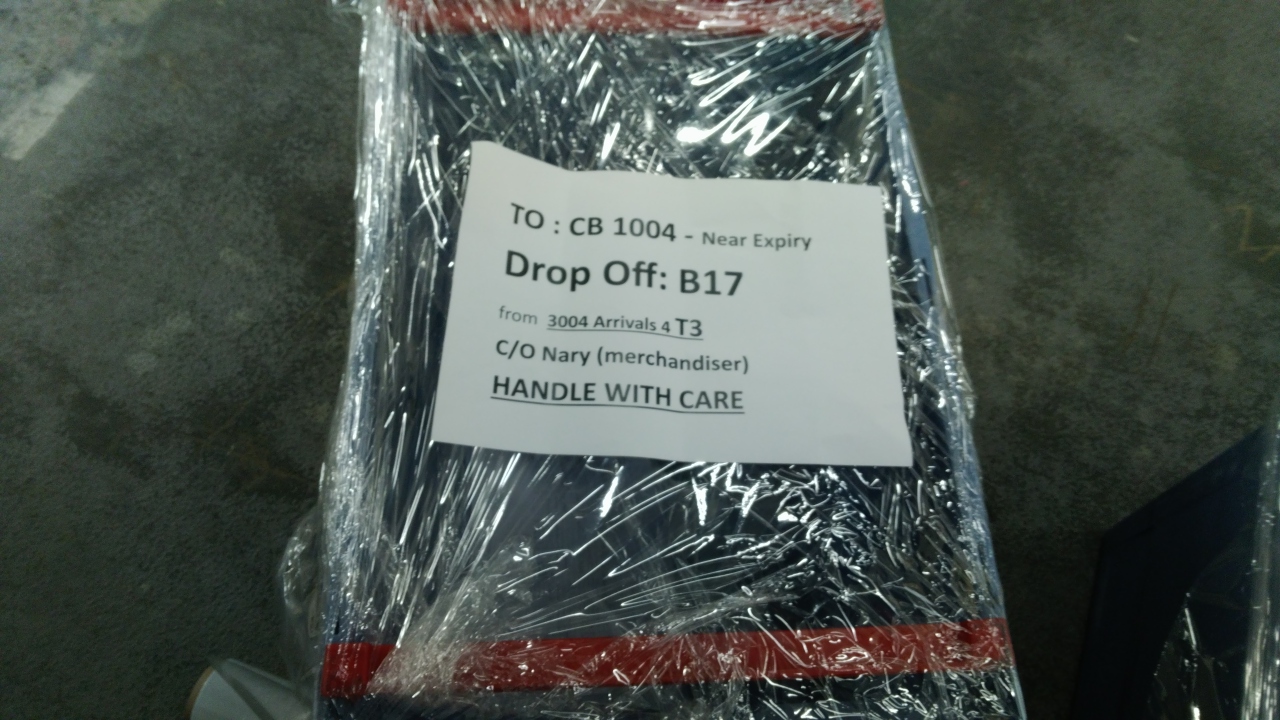 TO : CB 1004 - Near Expiry
Drop Off: B17
from 3004 Arrivals 4 T3
C/O Nary (merchandiser)
HANDLE WITH CARE